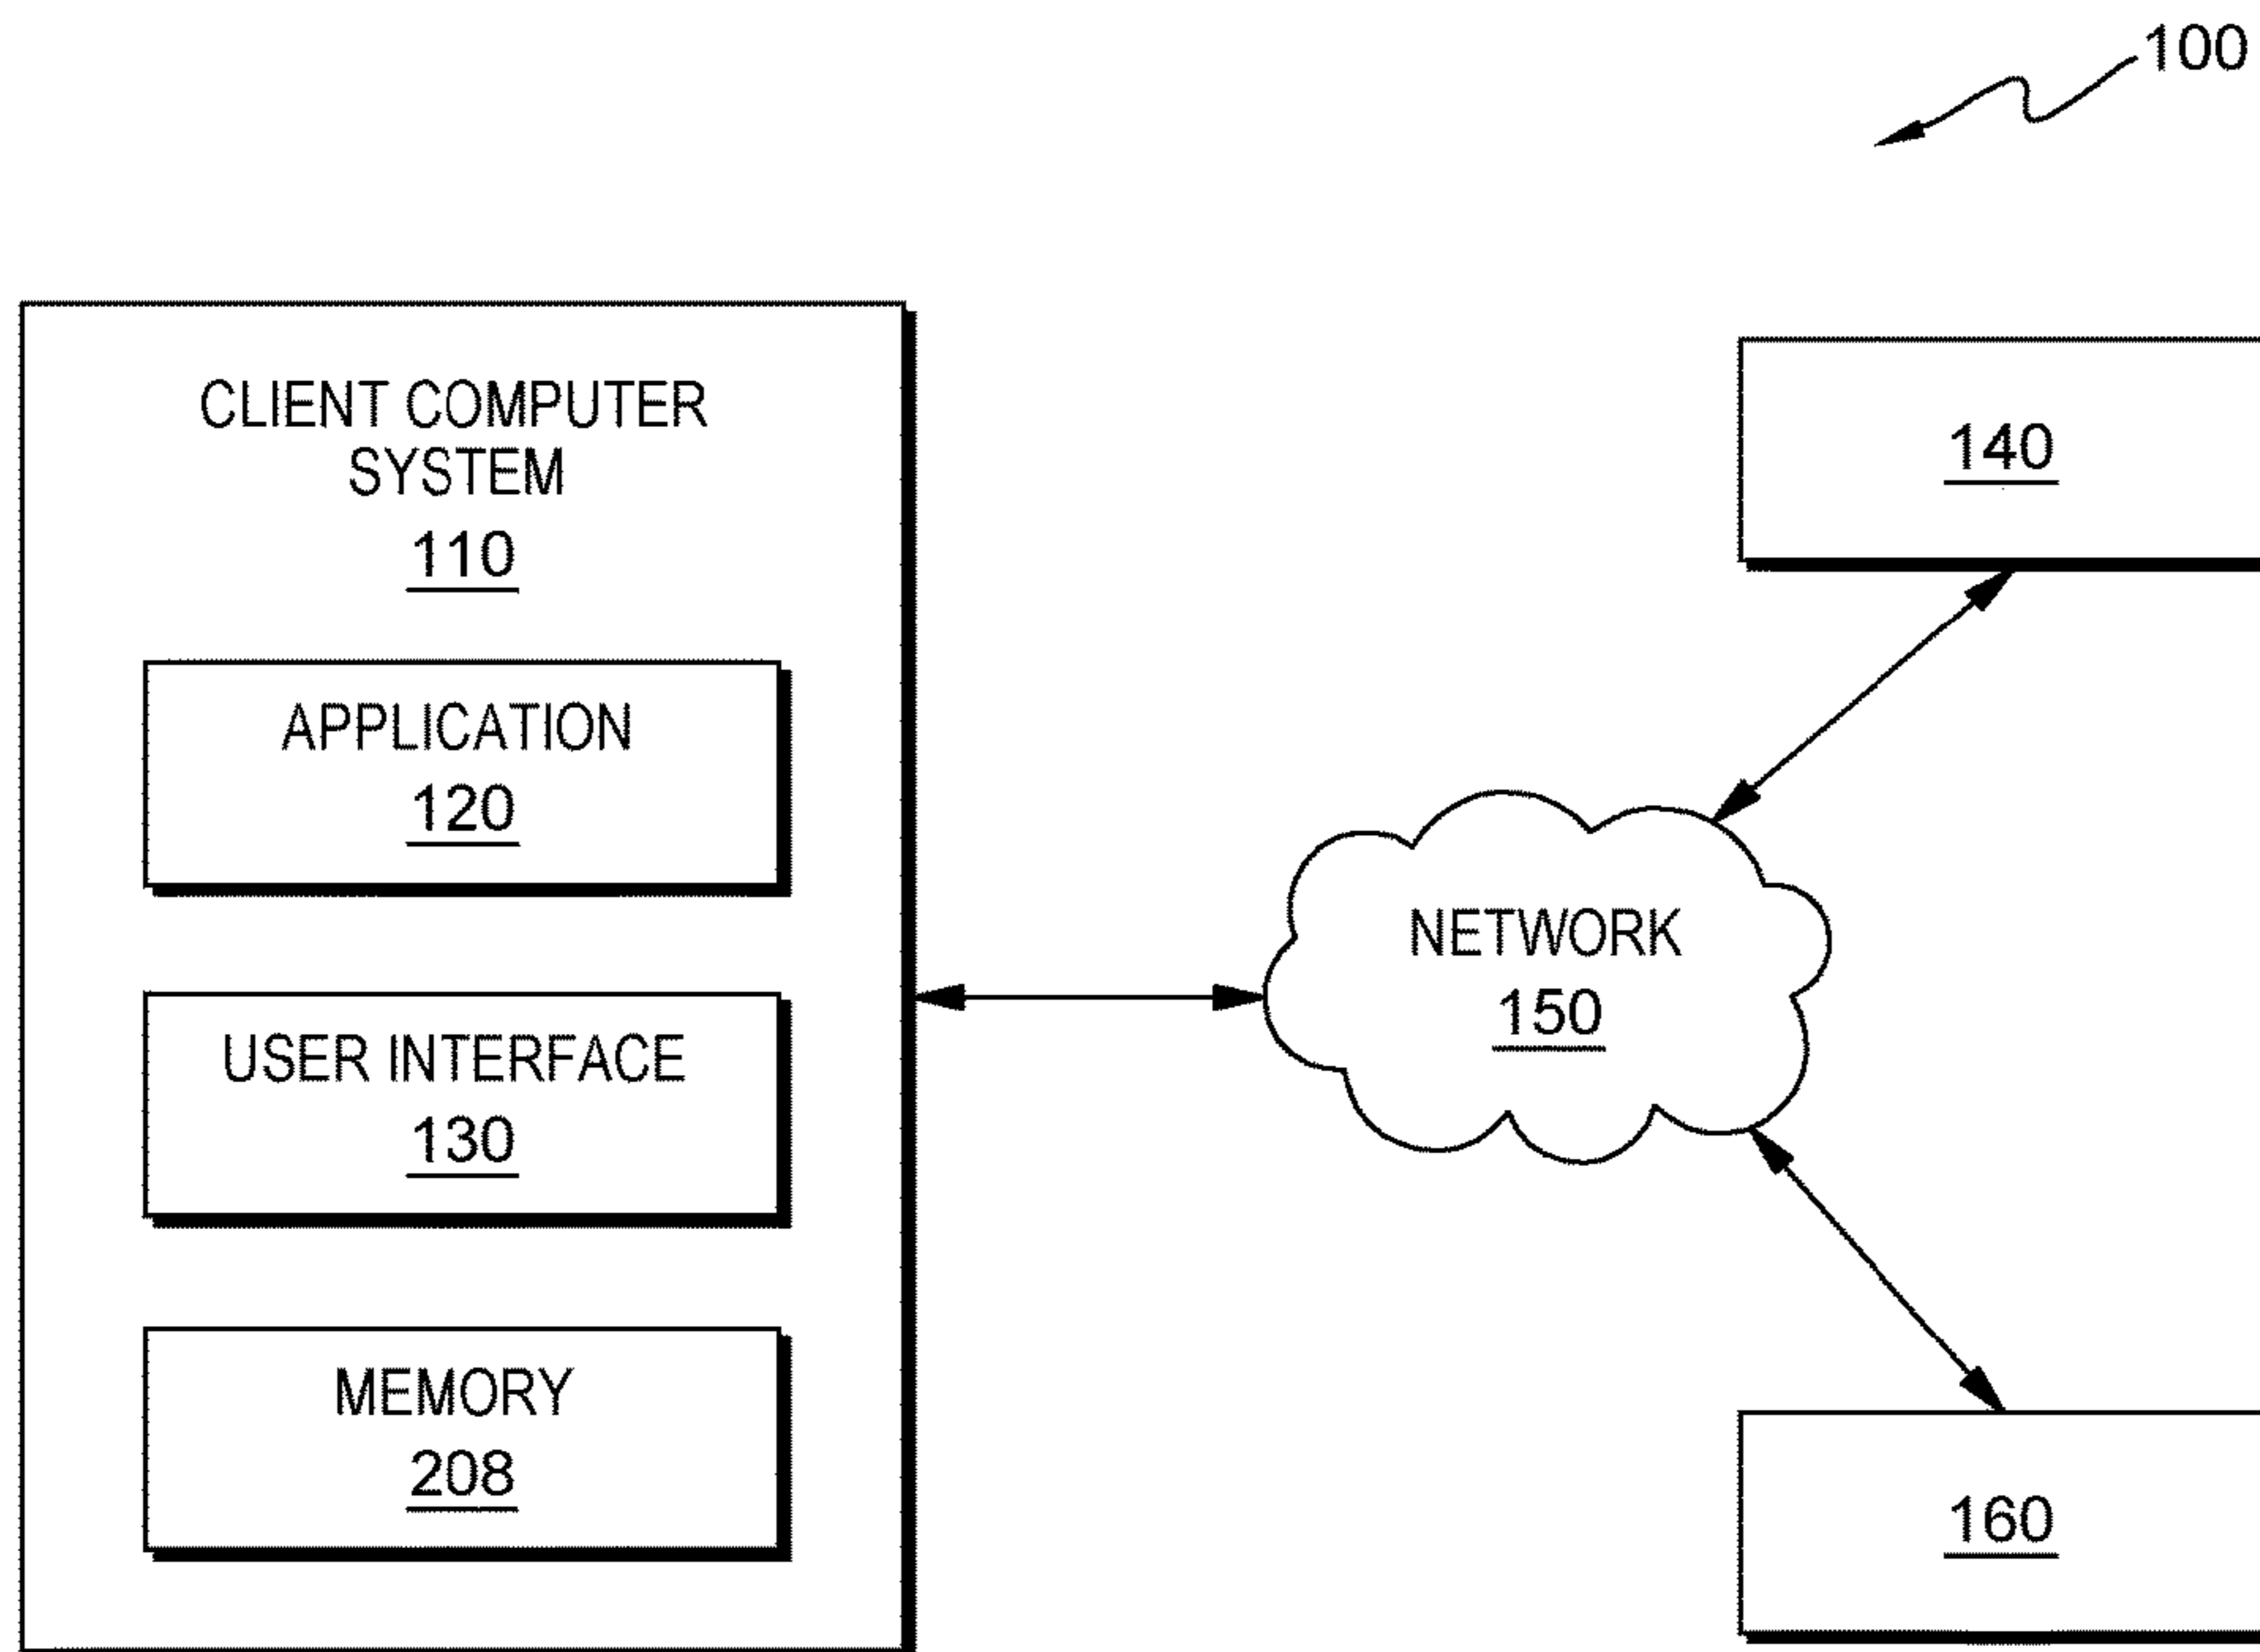 100
CLIENT COMPUTER
SYSTEM
110
APPLICATION
120
USER INTERFACE
130
MEMORY
208
NETWORK
150
140
160